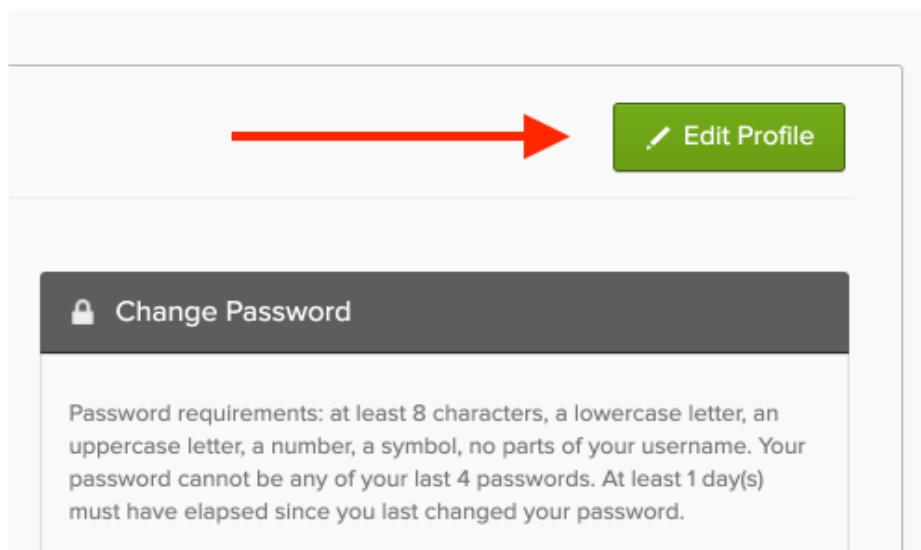 Edit Profile
Change Password
Password requirements: at least 8 characters, a lowercase letter, an
uppercase letter, a number, a symbol, no parts of your username. Your
password cannot be any of your last 4 passwords. At least 1 day(s)
must have elapsed since you last changed your password.